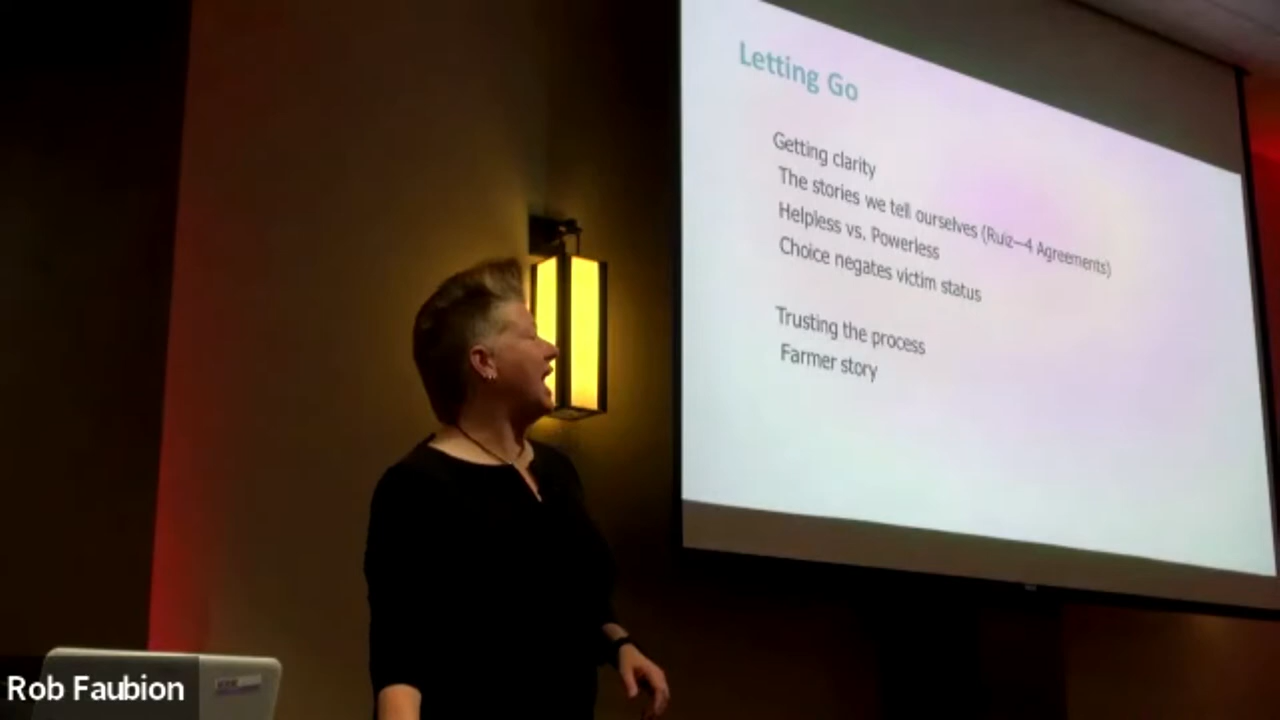 Letting Go
Getting clarity
The stories we tell ourselves (Ruiz—4 Agreements)
Helpless vs. Powerless
Choice negates victim status
Trusting the process
Farmer story
Rob Faubion